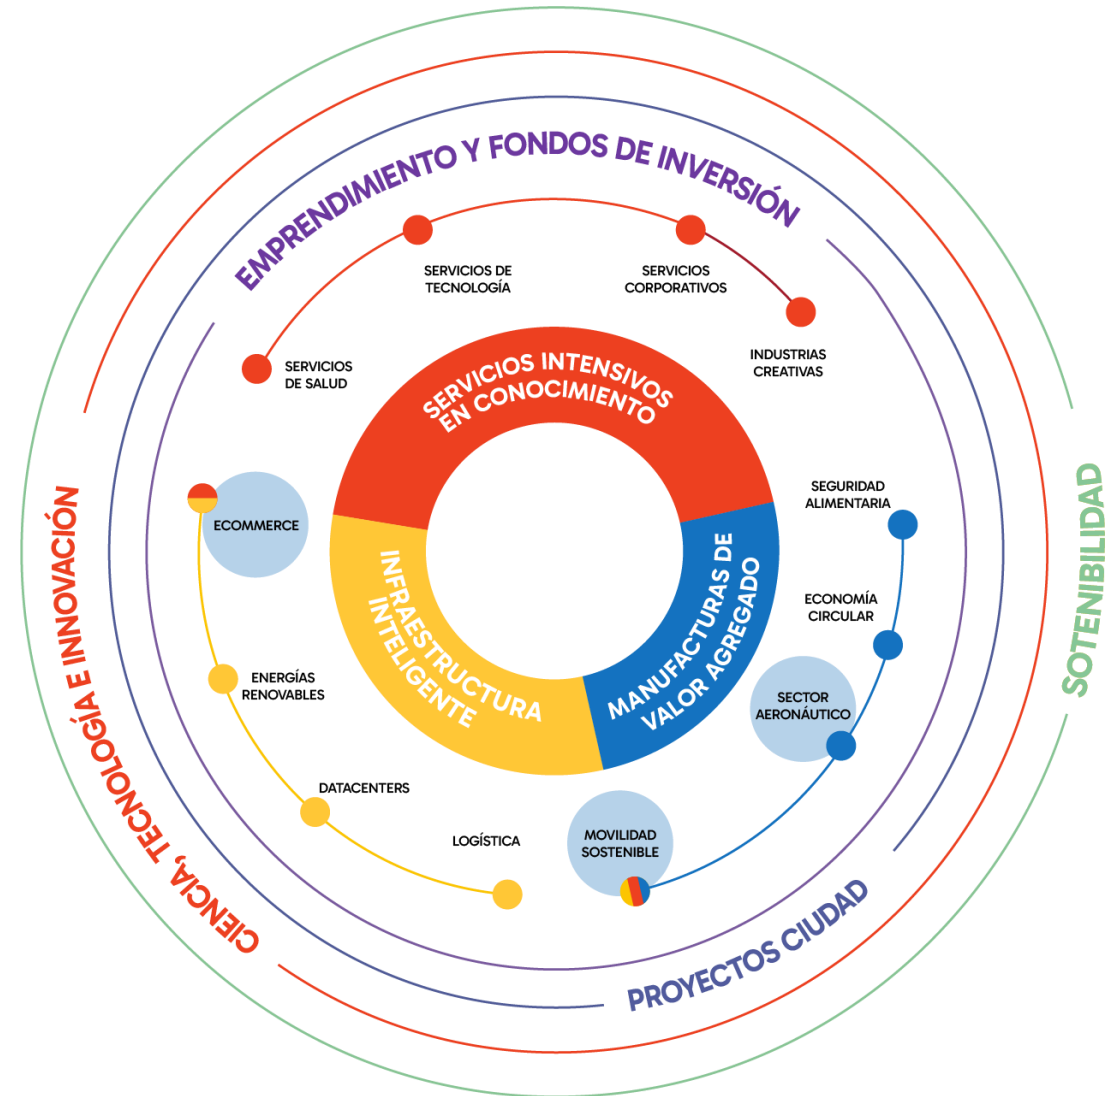 EMPRENDIMIENTO Y FONDOS DE INVERSIÓN
SERVICIOS DE
TECNOLOGÍA
SERVICIOS
CORPORATIVOS
INDUSTRIAS
CREATIVAS
SERVICIOS
DE SALUD
SERVICIOS INTENSIVOS
EN CONOCIMIENTO
ECOMMERCE
SEGURIDAD
ALIMENTARIA
INFRAESTRUCTURA
INTELIGENTE
MANUFACTURAS DE
VALOR AGREGADO
ECONOMÍA
CIRCULAR
ENERGÍAS
RENOVABLES
SECTOR
AERONÁUTICO
DATACENTERS
LOGÍSTICA
MOVILIDAD
SOSTENIBLE
CIENCIA, TECNOLOGÍA E INNOVACIÓN
PROYECTOS CIUDAD
SOTENIBILIDAD